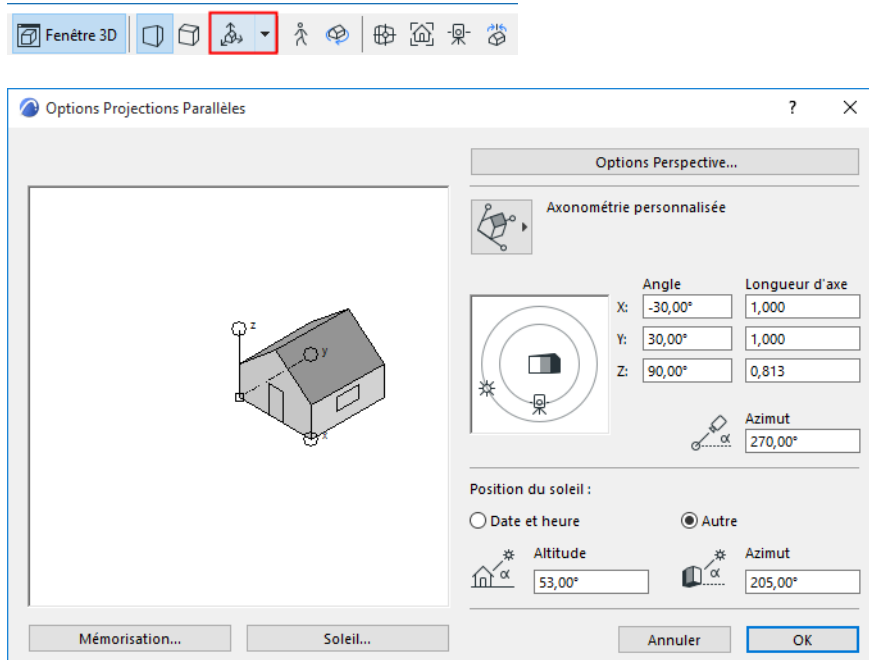 Fenêtre 3D
Options Projections Parallèles
?
Options Perspective...
Axonométrie personnalisée
z
y
x
Angle Longueur d'axe
X: -30,00° 1,000
Y: 30,00° 1,000
Z: 90,00° 0,813
Azimut
α 270,00°
Position du soleil :
Date et heure Autre
Altitude Azimut
α 53,00° α 205,00°
Mémorisation... Soleil... Annuler OK